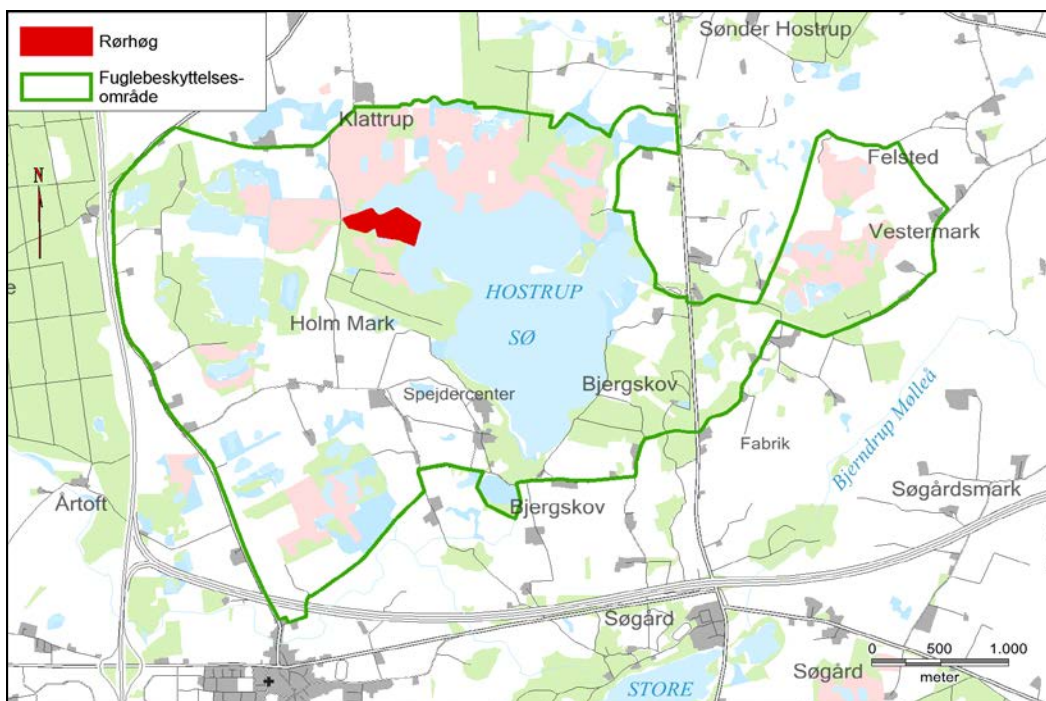 Rørhøg
Fuglebeskyttelses-
område
Sønder Hostrup
Klattrup
Felsted
N
Vestermark
e
HOSTRUP
SØ
Holm Mark
Bjergskov
Spejdercenter
Fabrik
Bjerndrup Mølleå
Årtoft
Bjergskov
Søgårdsmark
Søgård
0 500 1.000
meter
Søgård
STORE